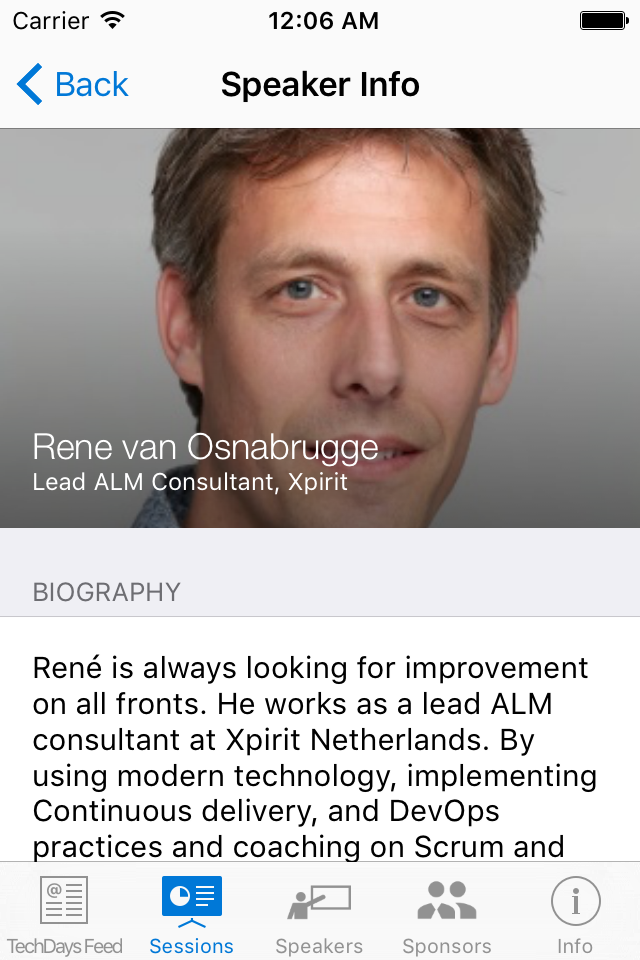 Carrier 12:06 AM
Back Speaker Info
Rene van Osnabrugge
Lead ALM Consultant, Xpirit
BIOGRAPHY
René is always looking for improvement
on all fronts. He works as a lead ALM
consultant at Xpirit Netherlands. By
using modern technology, implementing
Continuous delivery, and DevOps
practices and coaching on Scrum and
TechDays Feed Sessions Speakers Sponsors Info